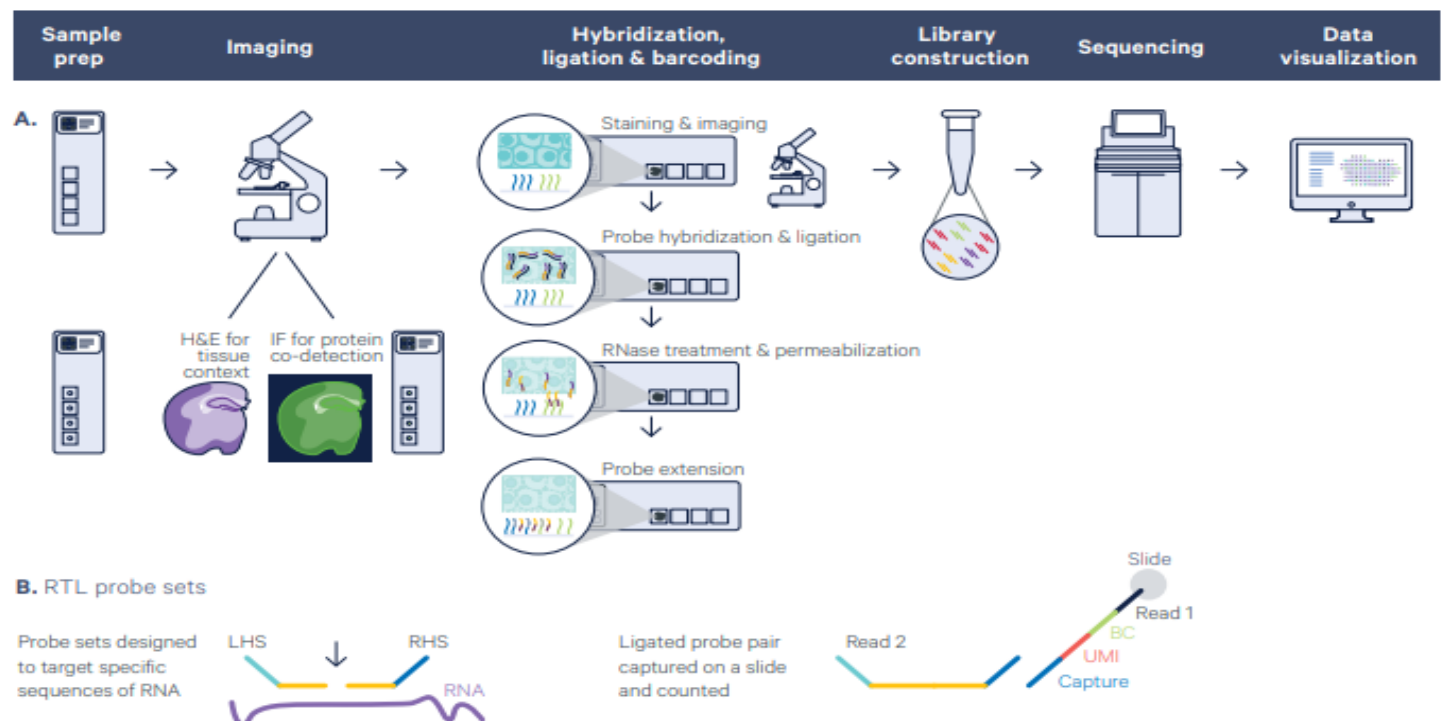 Sample
prep
Imaging
Hybridization,
ligation & barcoding
Library
construction
Sequencing
Data
visualization
A.
Staining & imaging
Probe hybridization & ligation
RNase treatment & permeabilization
Probe extension
H&E for
tissue
context
IF for protein
co-detection
B. RTL probe sets
Probe sets designed
to target specific
sequences of RNA
LHS
RHS
RNA
Ligated probe pair
captured on a slide
and counted
Read 2
Slide
Read 1
BC
UMI
Capture